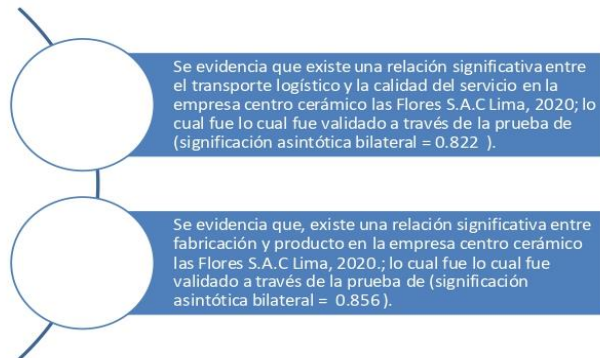 Se evidencia que existe una relación significativa entre
el transporte logístico y la calidad del servicio en la
empresa centro cerámico las Flores S.A.C Lima, 2020; lo
cual fue lo cual fue validado a través de la prueba de
(significación asintótica bilateral = 0.822 ).
Se evidencia que, existe una relación significativa entre
fabricación y producto en la empresa centro cerámico
las Flores S.A.C Lima, 2020.; lo cual fue lo cual fue
validado a través de la prueba de (significación
asintótica bilateral = 0.856 ).